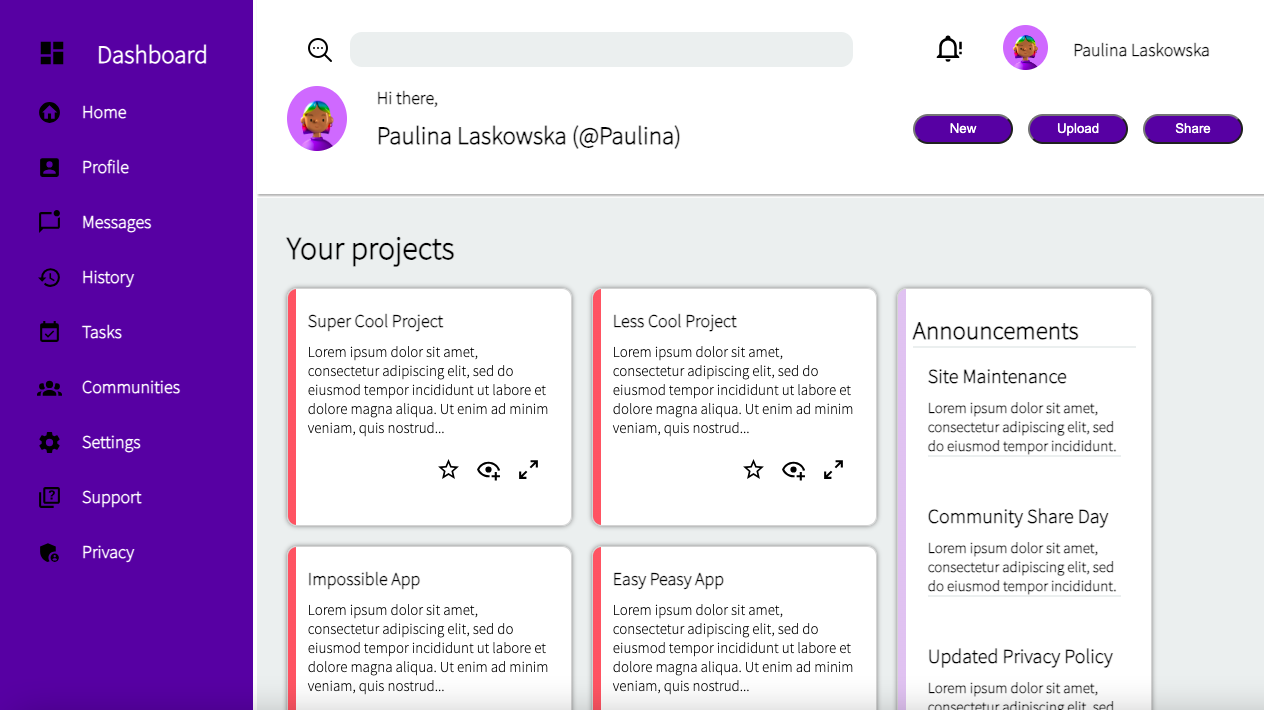 Dashboard
Home
Profile
Messages
History
Tasks
Communities
Settings
Support
Privacy
Paulina Laskowska
Hi there,
Paulina Laskowska (@Paulina)
New
Upload
Share
Your projects
Super Cool Project
Lorem ipsum dolor sit amet,
consectetur adipiscing elit, sed do
eiusmod tempor incididunt ut labore et
dolore magna aliqua. Ut enim ad minim
veniam, quis nostrud...
Less Cool Project
Lorem ipsum dolor sit amet,
consectetur adipiscing elit, sed do
eiusmod tempor incididunt ut labore et
dolore magna aliqua. Ut enim ad minim
veniam, quis nostrud...
Impossible App
Lorem ipsum dolor sit amet,
consectetur adipiscing elit, sed do
eiusmod tempor incididunt ut labore et
dolore magna aliqua. Ut enim ad minim
veniam, quis nostrud...
Easy Peasy App
Lorem ipsum dolor sit amet,
consectetur adipiscing elit, sed do
eiusmod tempor incididunt ut labore et
dolore magna aliqua. Ut enim ad minim
veniam, quis nostrud...
Announcements
Site Maintenance
Lorem ipsum dolor sit amet,
consectetur adipiscing elit, sed
do eiusmod tempor incididunt.
Community Share Day
Lorem ipsum dolor sit amet,
consectetur adipiscing elit, sed
do eiusmod tempor incididunt.
Updated Privacy Policy
Lorem ipsum dolor sit amet,
consectetur adipiscing elit, sed